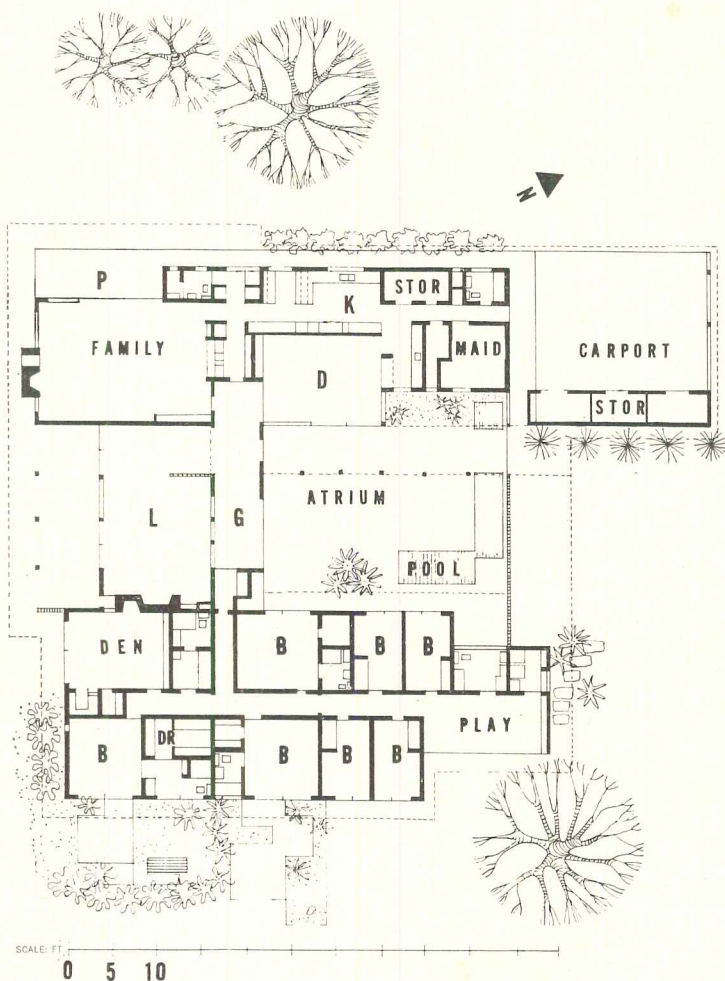 N
P
STOR
K
FAMILY
MAID
CARPORT
D
STOR
ATRIUM
L
G
POOL
DEN
B
B
B
PLAY
DR
B
B
B
B
SCALE: FT
0 5 10